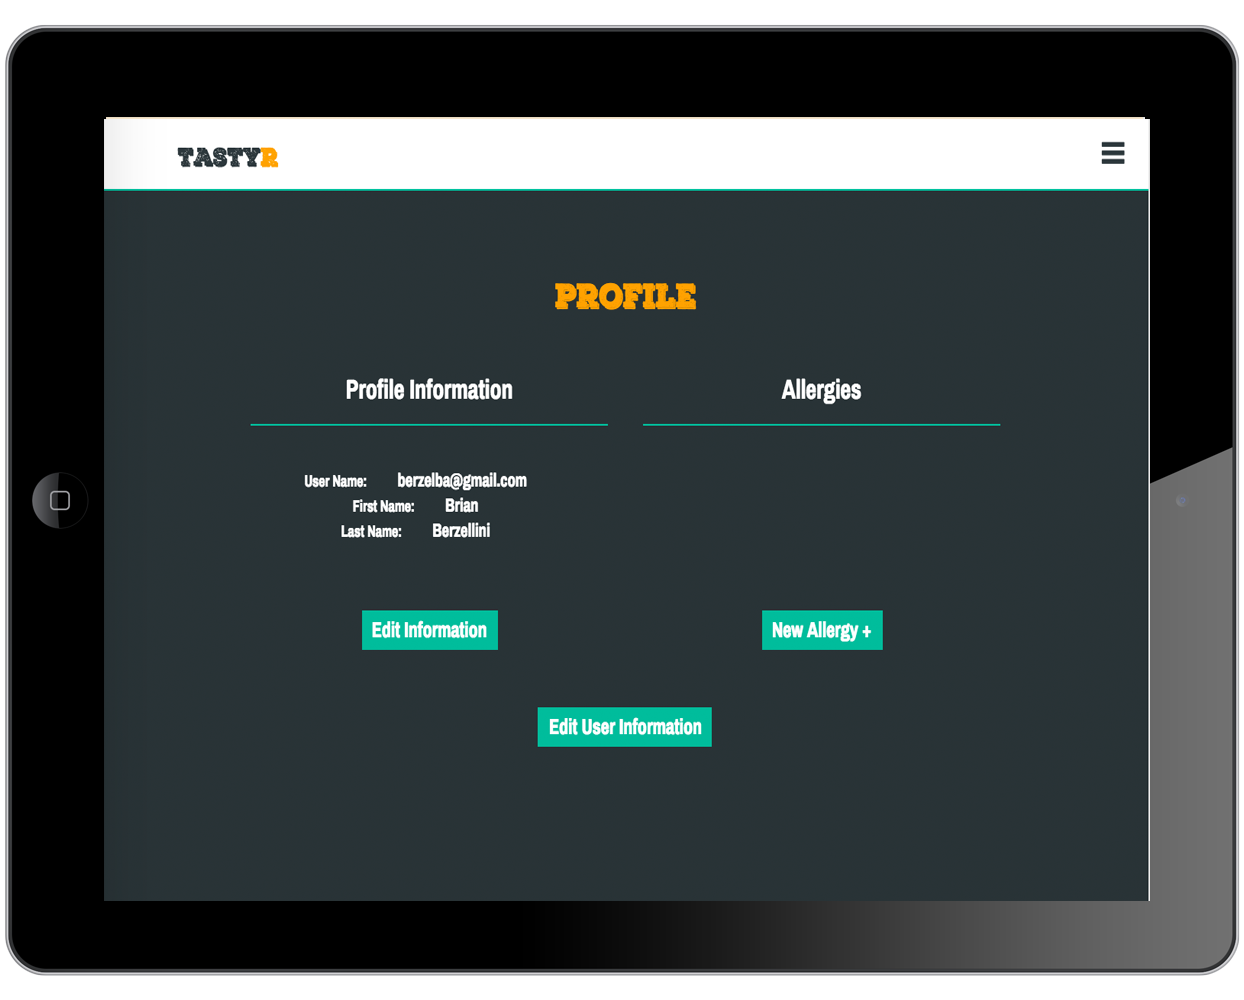 TASTYR
PROFILE
Profile Information
Allergies
User Name: berzelba@gmail.com
First Name: Brian
Last Name: Berzellini
Edit Information
New Allergy +
Edit User Information